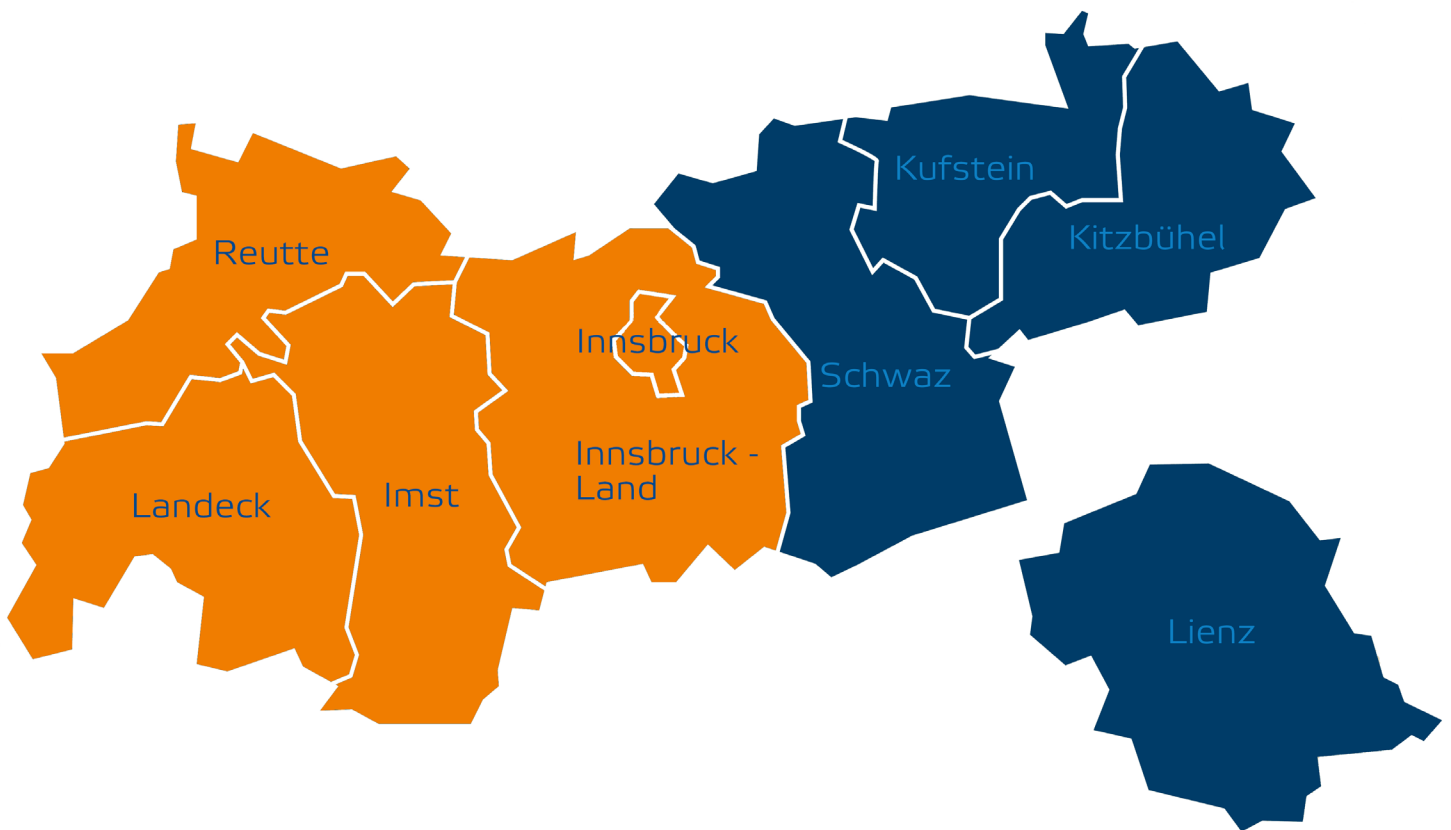 Kufstein
Kitzbühel
Reutte
Innsbruck
Schwaz
Innsbruck -
Land
Imst
Landeck
Lienz